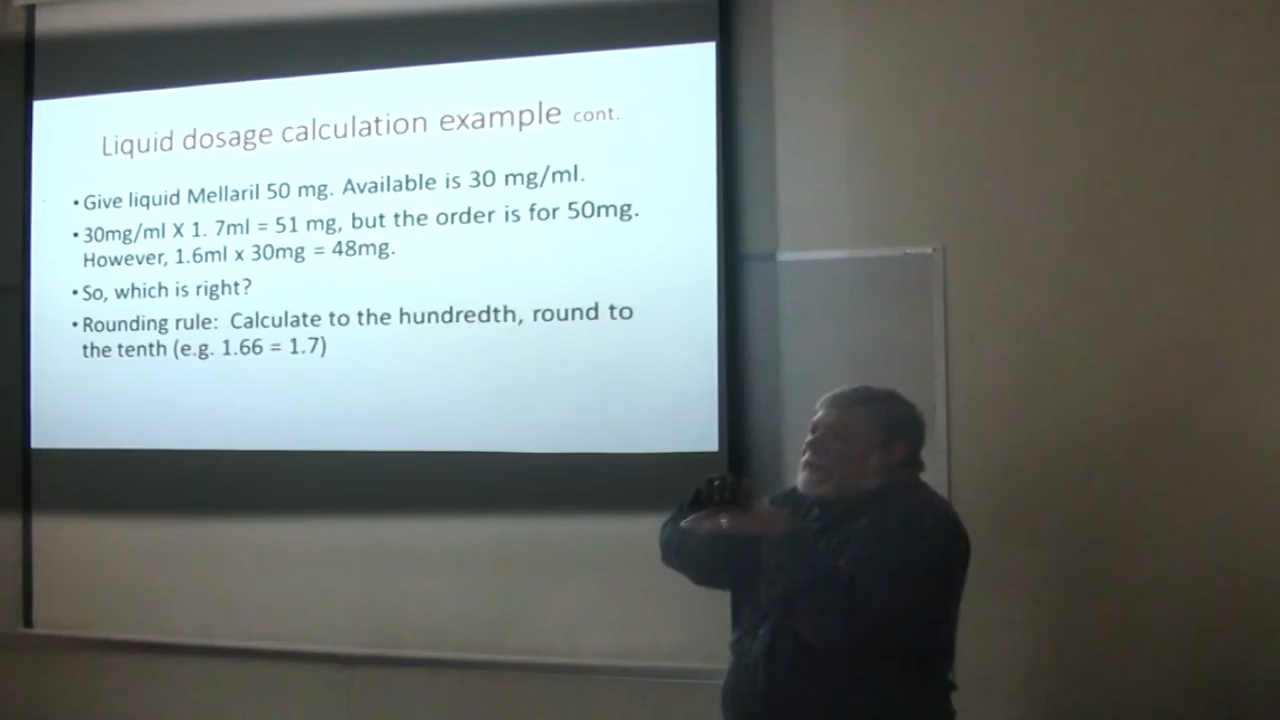 Liquid dosage calculation example cont.
• Give liquid Mellaril 50 mg. Available is 30 mg/ml.
• 30mg/ml X 1. 7ml = 51 mg, but the order is for 50mg.
However, 1.6ml x 30mg = 48mg.
• So, which is right?
• Rounding rule: Calculate to the hundredth, round to
the tenth (e.g. 1.66 = 1.7)